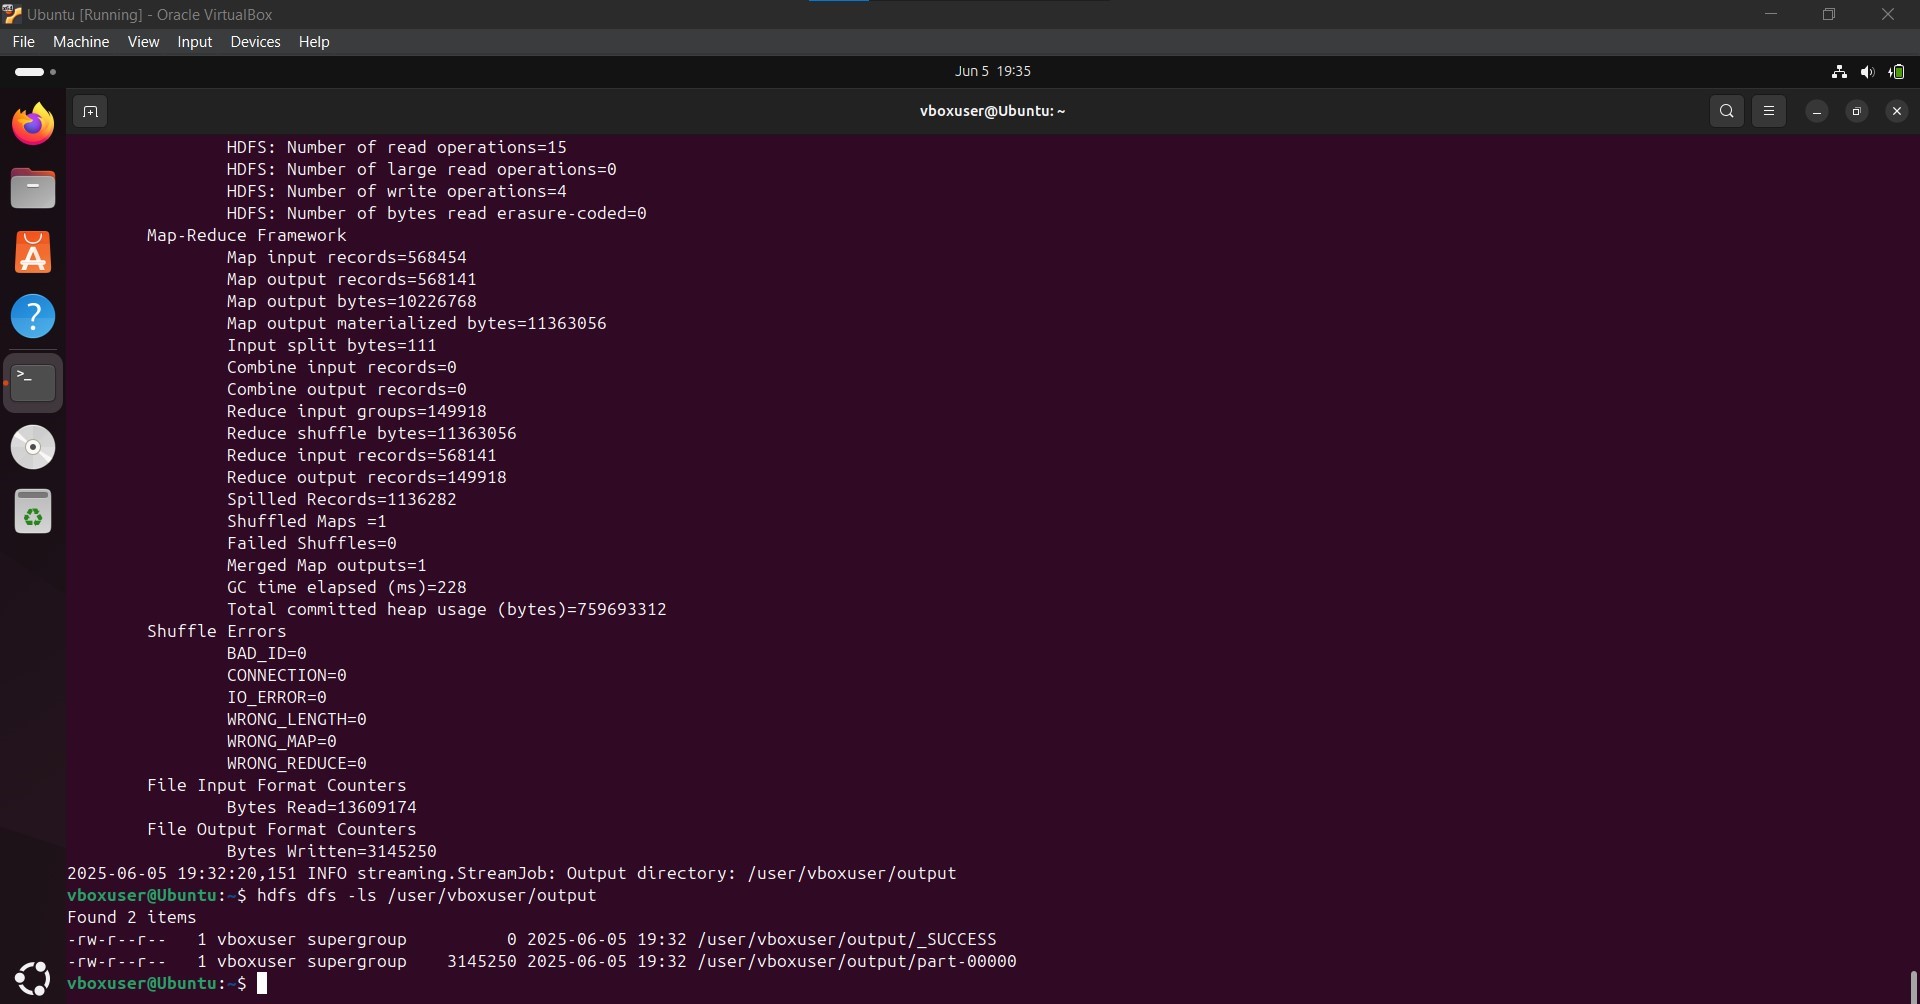 Ubuntu [Running] - Oracle VirtualBox
File Machine View Input Devices Help
Jun 5 19:35
vboxuser@Ubuntu: ~
HDFS: Number of read operations=15
HDFS: Number of large read operations=0
HDFS: Number of write operations=4
HDFS: Number of bytes read erasure-coded=0
Map-Reduce Framework
Map input records=568454
Map output records=568141
Map output bytes=10226768
Map output materialized bytes=11363056
Input split bytes=111
Combine input records=0
Combine output records=0
Reduce input groups=149918
Reduce shuffle bytes=11363056
Reduce input records=568141
Reduce output records=149918
Spilled Records=1136282
Shuffled Maps =1
Failed Shuffles=0
Merged Map outputs=1
GC time elapsed (ms)=228
Total committed heap usage (bytes)=759693312
Shuffle Errors
BAD_ID=0
CONNECTION=0
IO_ERROR=0
WRONG_LENGTH=0
WRONG_MAP=0
WRONG_REDUCE=0
File Input Format Counters
Bytes Read=13609174
File Output Format Counters
Bytes Written=3145250
2025-06-05 19:32:20,151 INFO streaming.StreamJob: Output directory: /user/vboxuser/output
vboxuser@Ubuntu:~$ hdfs dfs -ls /user/vboxuser/output
Found 2 items
-rw-r--r--   1 vboxuser supergroup          0 2025-06-05 19:32 /user/vboxuser/output/_SUCCESS
-rw-r--r--   1 vboxuser supergroup    3145250 2025-06-05 19:32 /user/vboxuser/output/part-00000
vboxuser@Ubuntu:~$